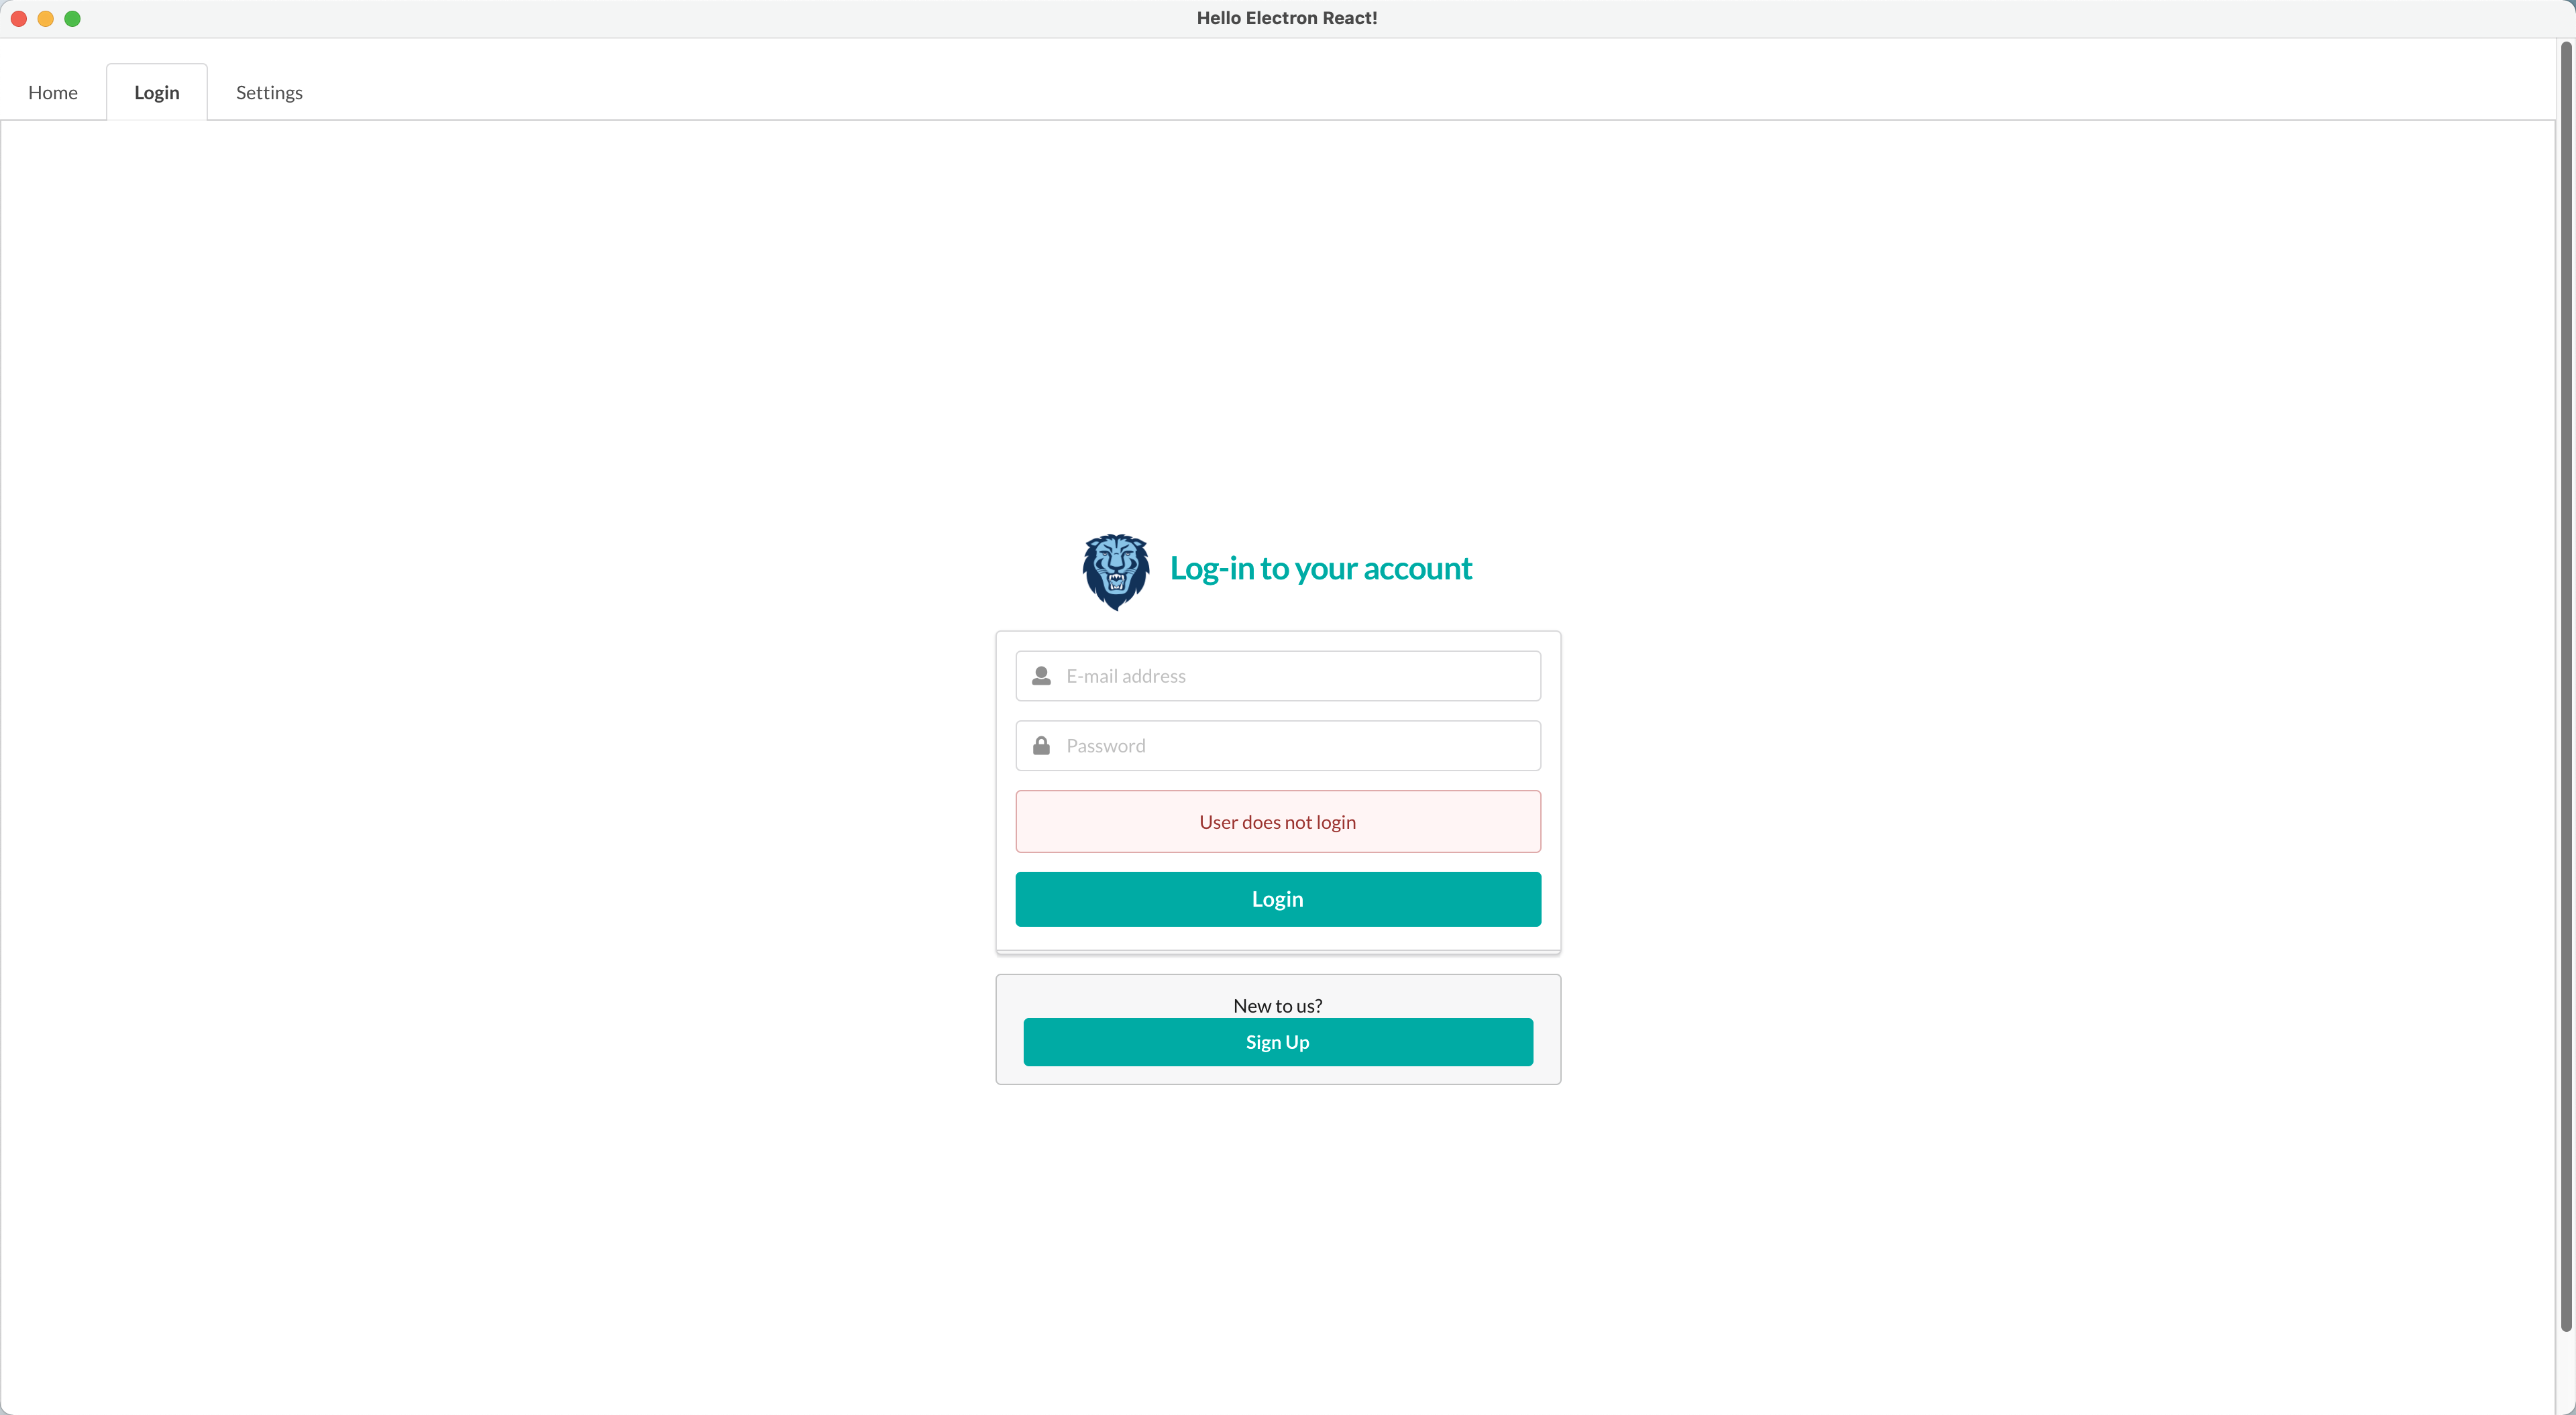 Hello Electron React!
Home Login Settings
Log-in to your account
E-mail address
Password
User does not login
Login
New to us?
Sign Up